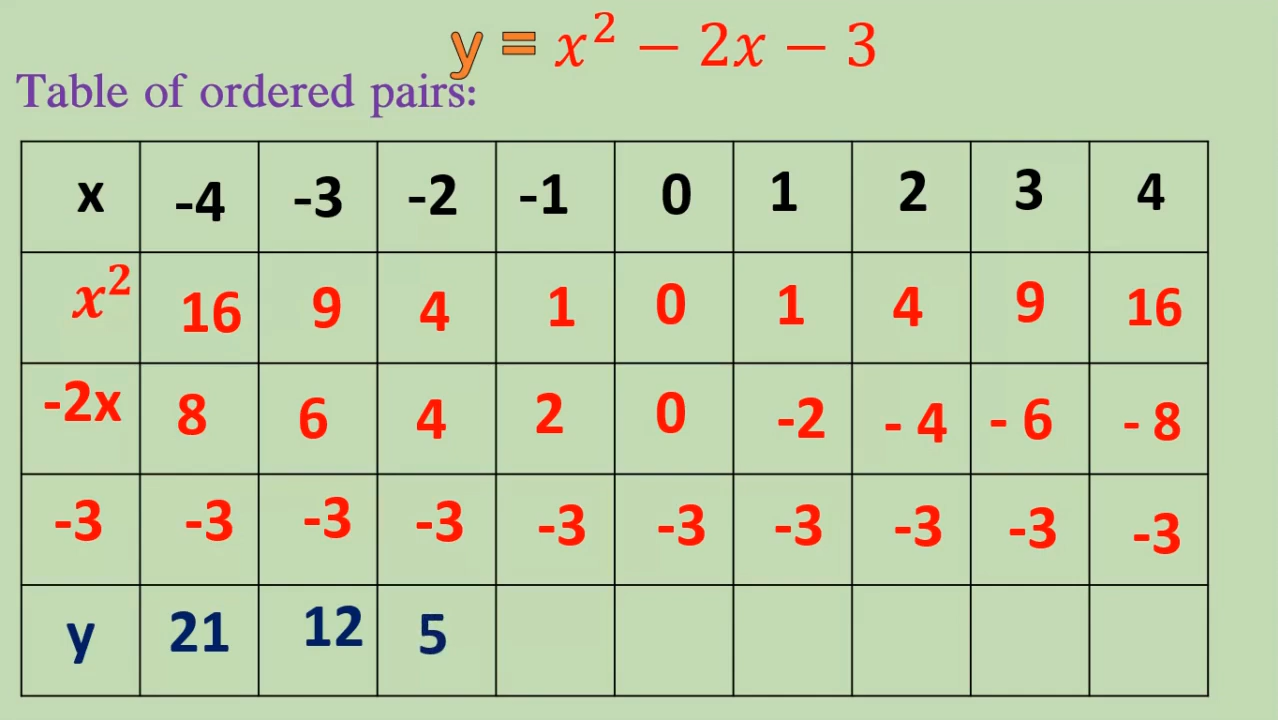 y = x² − 2x − 3
Table of ordered pairs:
x -4 -3 -2 -1 0 1 2 3 4
x² 16 9 4 1 0 1 4 9 16
-2x 8 6 4 2 0 -2 - 4 - 6 - 8
-3 -3 -3 -3 -3 -3 -3 -3 -3 -3
y 21 12 5